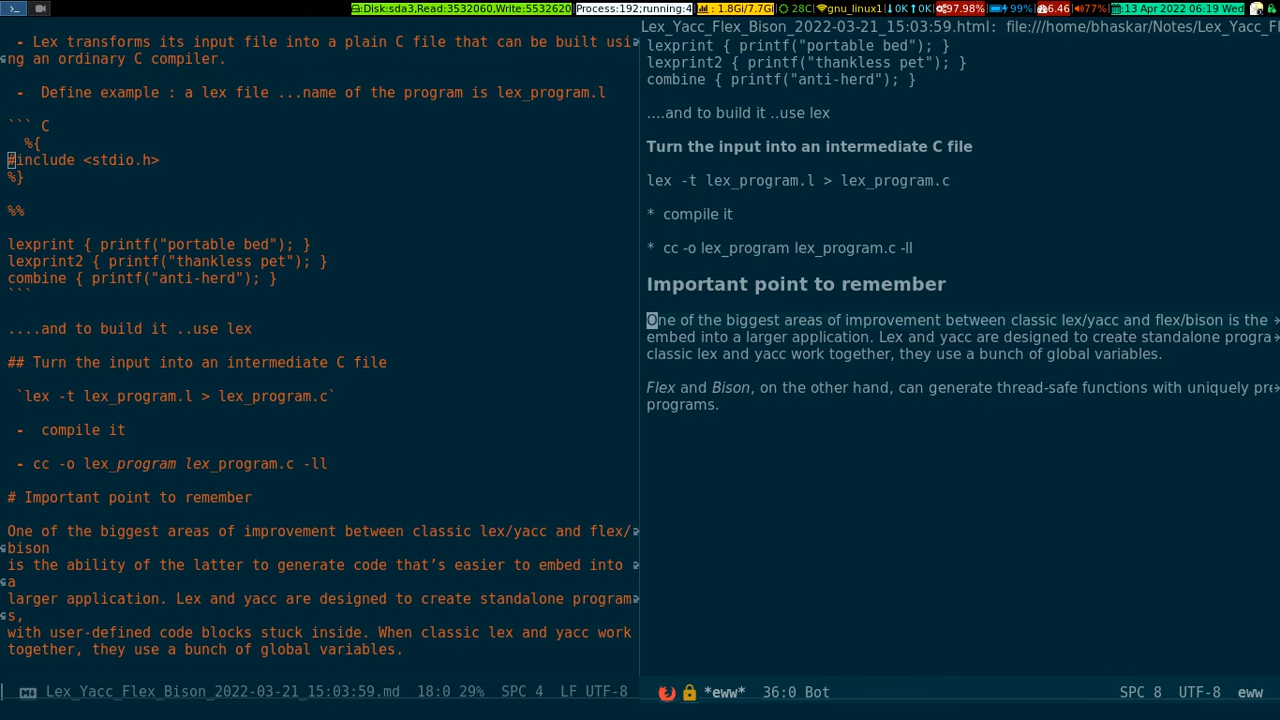 Disk:sda3,Read:3532060,Write:5532620 Process:192;running:4 : 1.8Gi/7.7Gi : 28C :gnu_linux1 0K 0K 97.98% 99% 6.46 77% :13 Apr 2022 06:19 Wed
- Lex transforms its input file into a plain C file that can be built usi
ng an ordinary C compiler.
- Define example : a lex file ...name of the program is lex_program.l
``` C
%{
#include <stdio.h>
%}
%%
lexprint { printf("portable bed"); }
lexprint2 { printf("thankless pet"); }
combine { printf("anti-herd"); }
```
....and to build it ..use lex
## Turn the input into an intermediate C file
`lex -t lex_program.l > lex_program.c`
- compile it
- cc -o lex_program lex_program.c -ll
# Important point to remember
One of the biggest areas of improvement between classic lex/yacc and flex/
bison
is the ability of the latter to generate code that’s easier to embed into
a
larger application. Lex and yacc are designed to create standalone program
s,
with user-defined code blocks stuck inside. When classic lex and yacc work
together, they use a bunch of global variables.
Lex_Yacc_Flex_Bison_2022-03-21_15:03:59.md 18:0 29% SPC 4 LF UTF-8
Lex_Yacc_Flex_Bison_2022-03-21_15:03:59.html: file:///home/bhaskar/Notes/Lex_Yacc_F
lexprint { printf("portable bed"); }
lexprint2 { printf("thankless pet"); }
combine { printf("anti-herd"); }
....and to build it ..use lex
Turn the input into an intermediate C file
lex -t lex_program.l > lex_program.c
* compile it
* cc -o lex_program lex_program.c -ll
Important point to remember
One of the biggest areas of improvement between classic lex/yacc and flex/bison is the
embed into a larger application. Lex and yacc are designed to create standalone progra
classic lex and yacc work together, they use a bunch of global variables.
Flex and Bison, on the other hand, can generate thread-safe functions with uniquely pre
programs.
*eww* 36:0 Bot SPC 8 UTF-8 eww